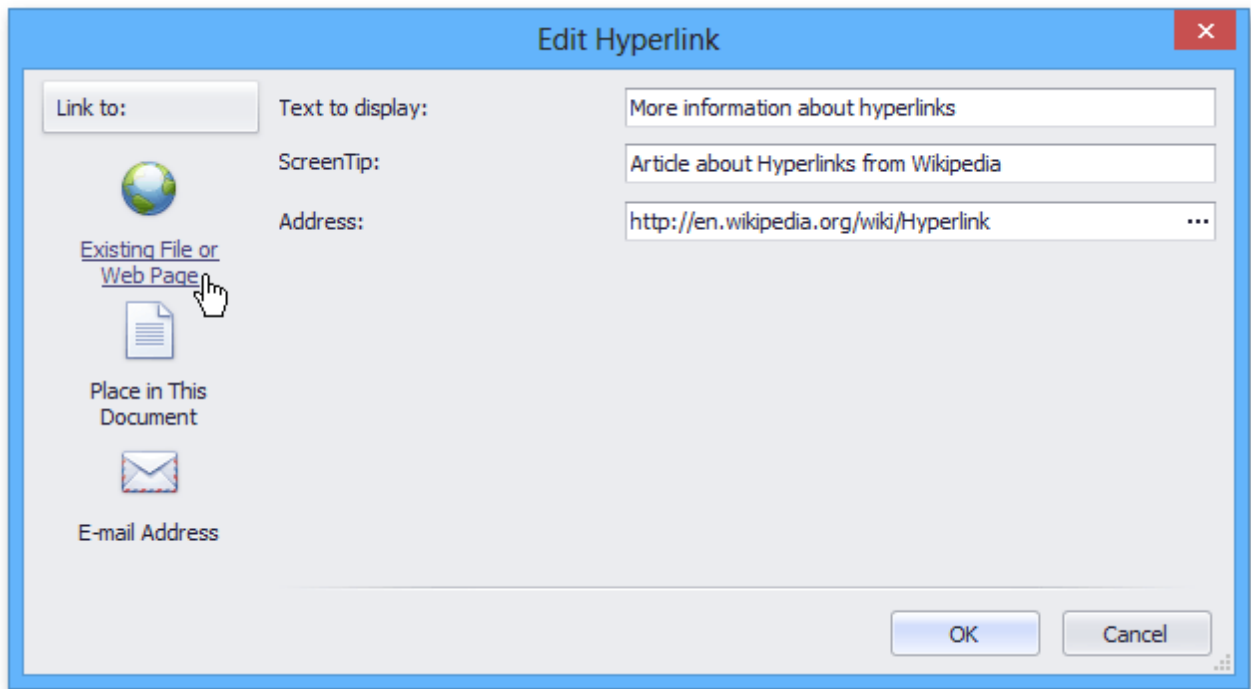 Edit Hyperlink
Link to:
Text to display:
More information about hyperlinks
ScreenTip:
Article about Hyperlinks from Wikipedia
Address:
http://en.wikipedia.org/wiki/Hyperlink
...
Existing File or
Web Page
Place in This
Document
E-mail Address
OK
Cancel